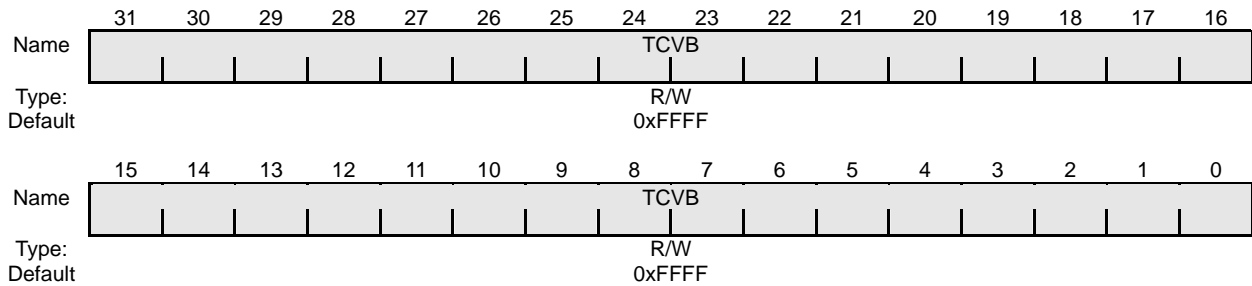 31 30 29 28 27 26 25 24 23 22 21 20 19 18 17 16
Name TCVB
Type: R/W
Default 0xFFFF
15 14 13 12 11 10 9 8 7 6 5 4 3 2 1 0
Name TCVB
Type: R/W
Default 0xFFFF